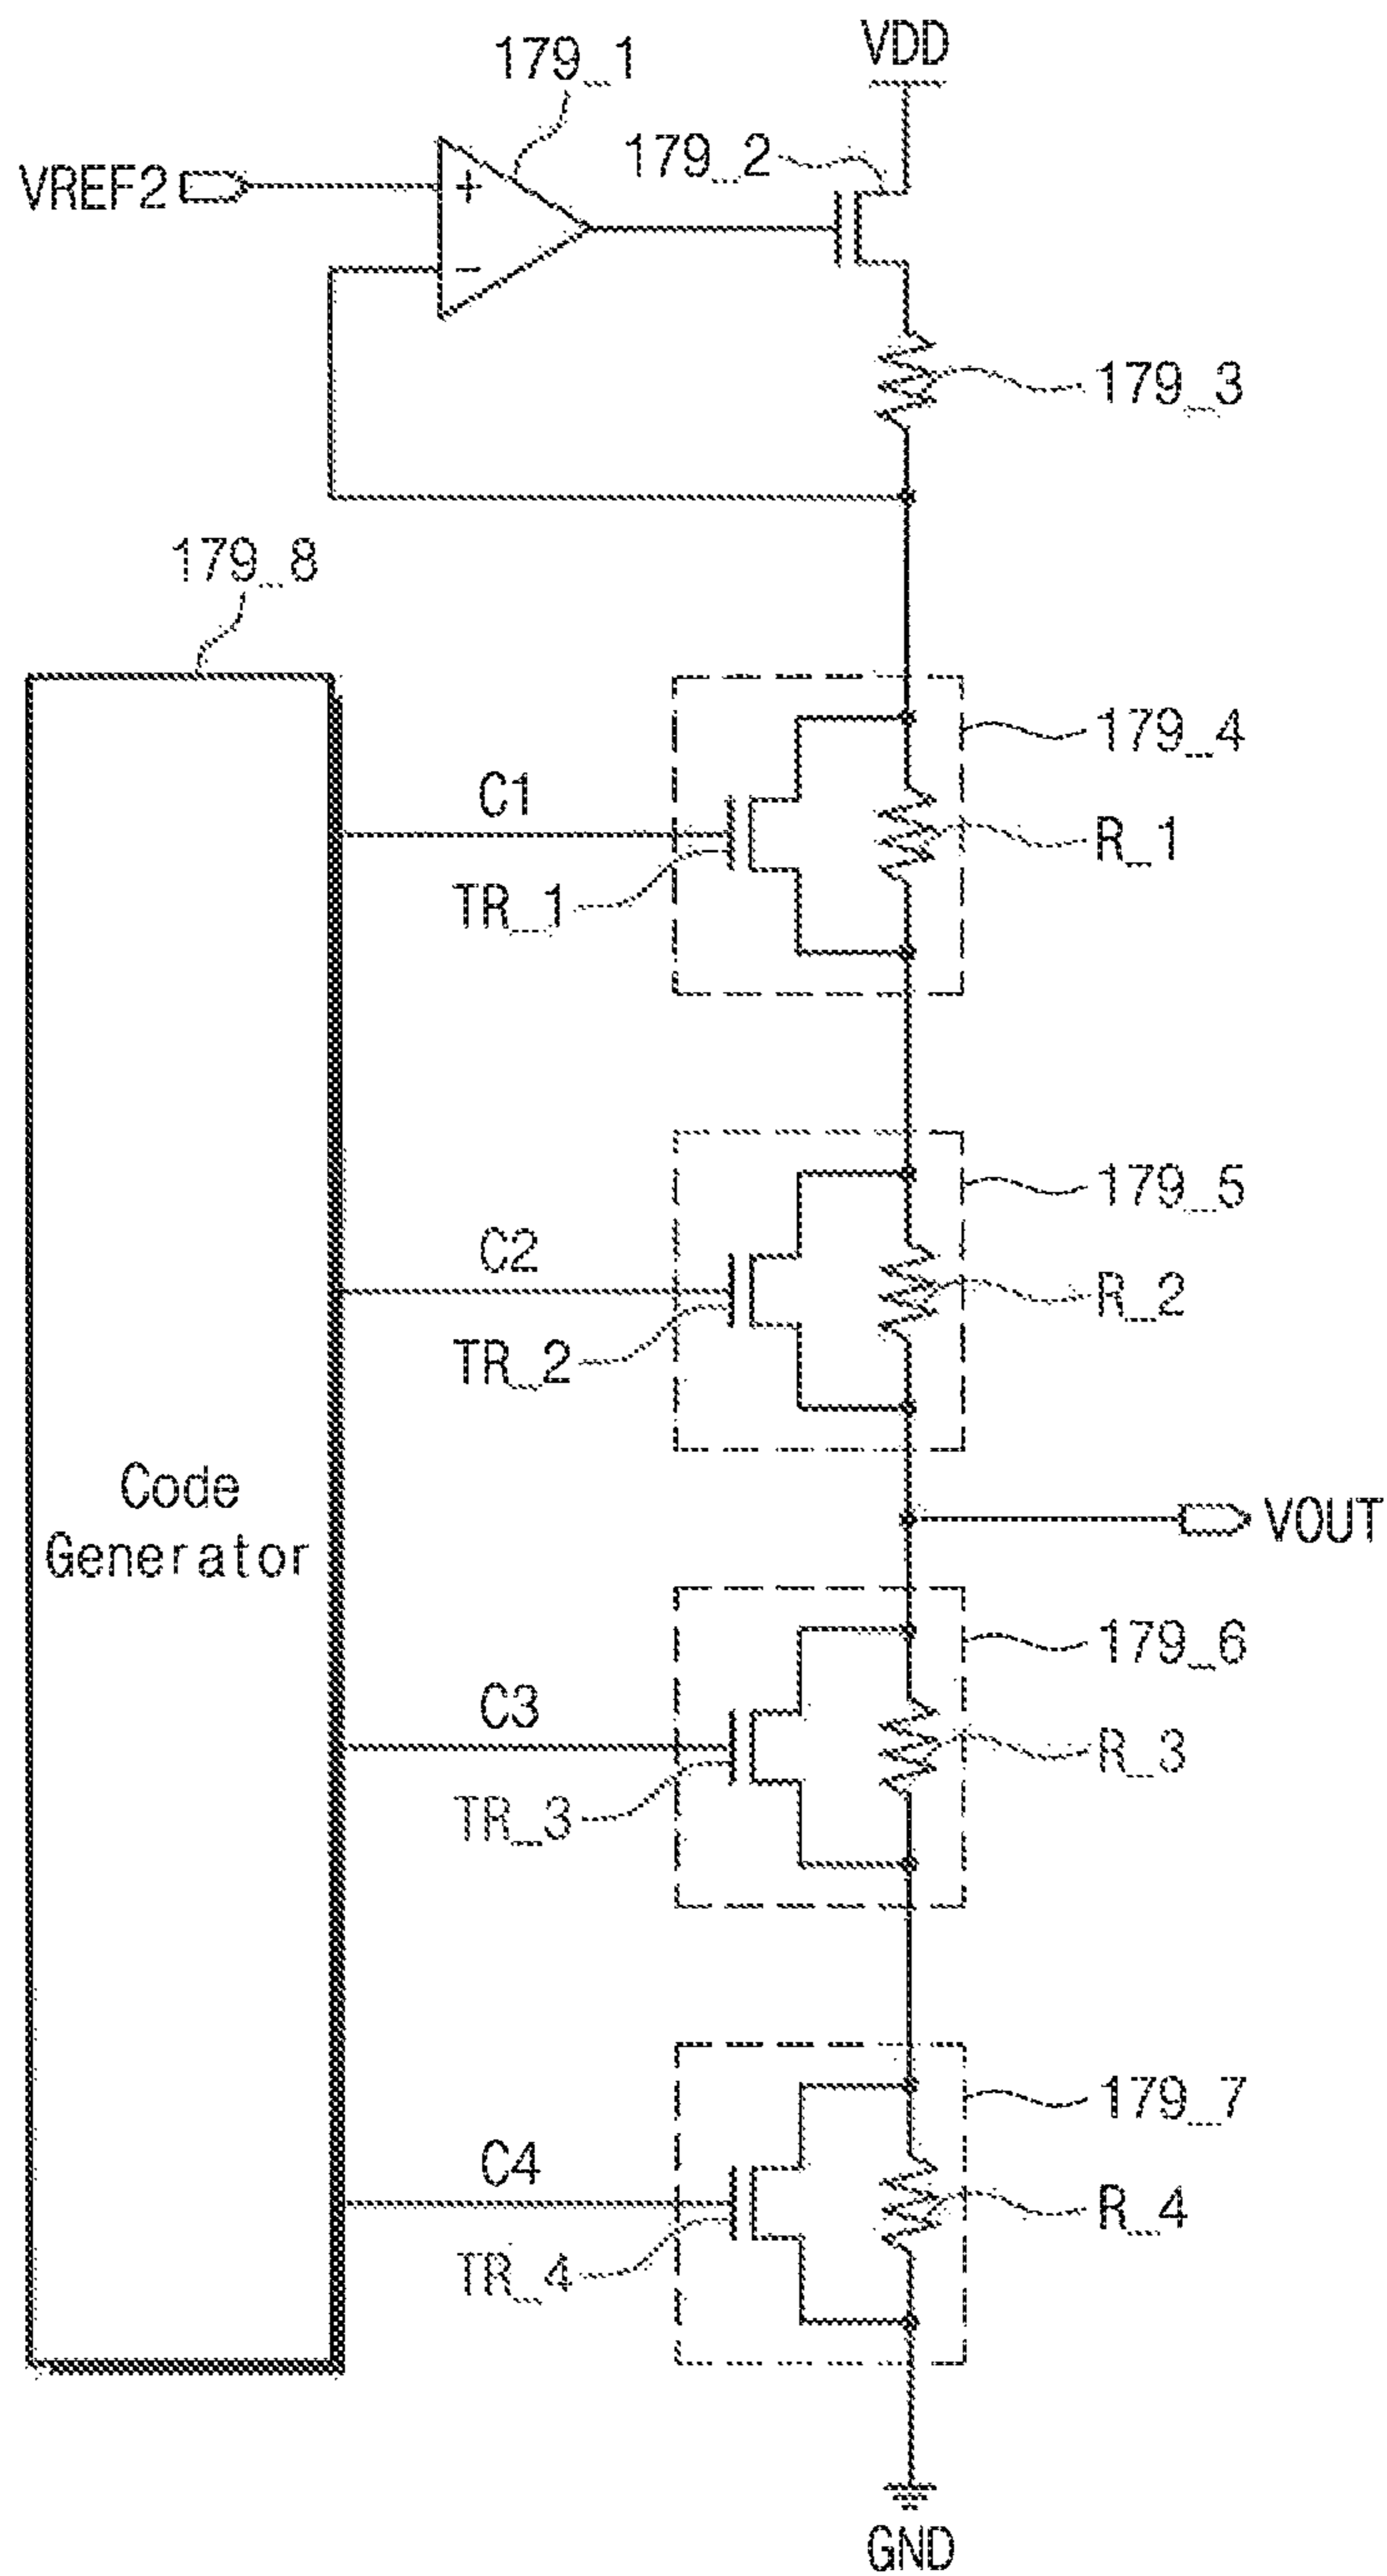 179_1
VDD
179_2
VREF2
+
−
179_3
179_8
179_4
C1
R_1
TR_1
179_5
C2
R_2
TR_2
Code
Generator
VOUT
179_6
C3
R_3
TR_3
179_7
C4
R_4
TR_4
GND